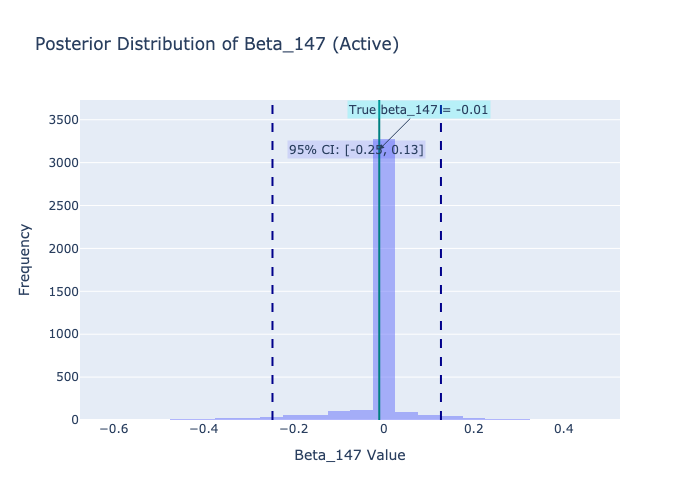 Posterior Distribution of Beta_147 (Active)
True beta_147 = -0.01
95% CI: [-0.25, 0.13]
3500
3000
2500
2000
1500
1000
500
0
Frequency
−0.6
−0.4
−0.2
0
0.2
0.4
Beta_147 Value